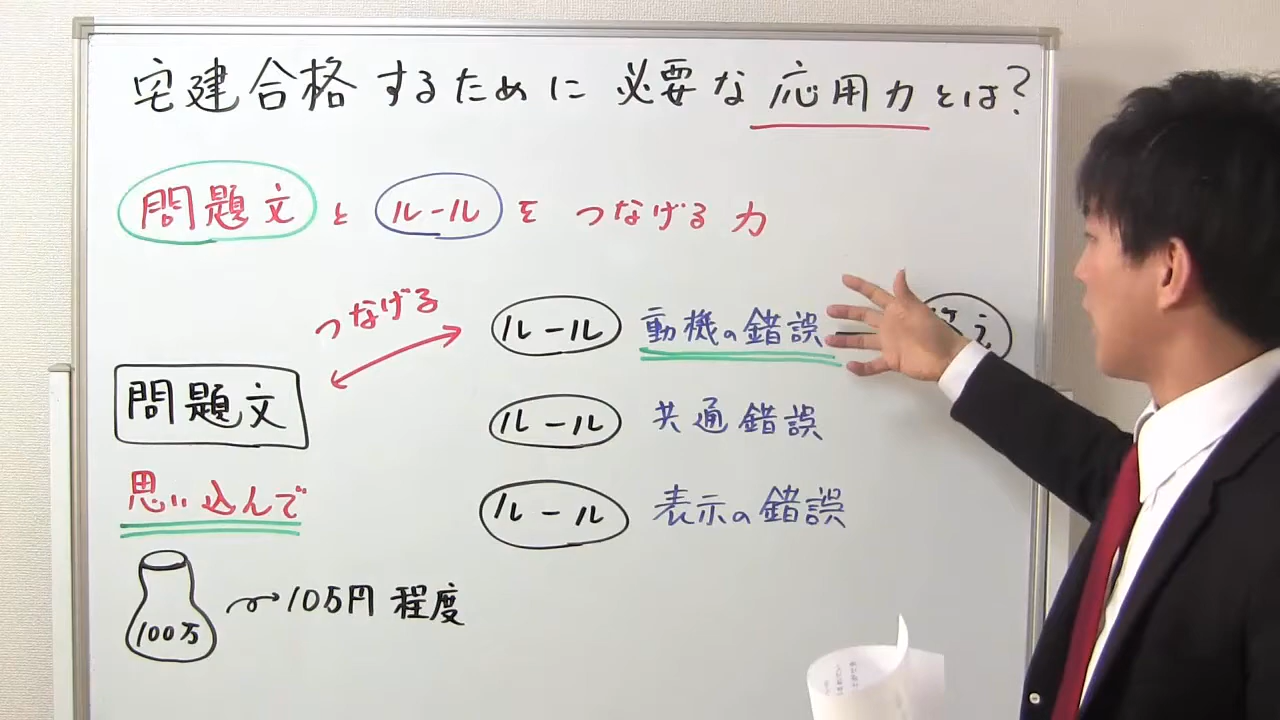 宅建合格するために必要な応用力とは?
問題文とルールをつなげる力
つなげる
ルール 動機の錯誤
問題文
ルール 共通錯誤
思い込んで
ルール 表示の錯誤
100万
10万円程度